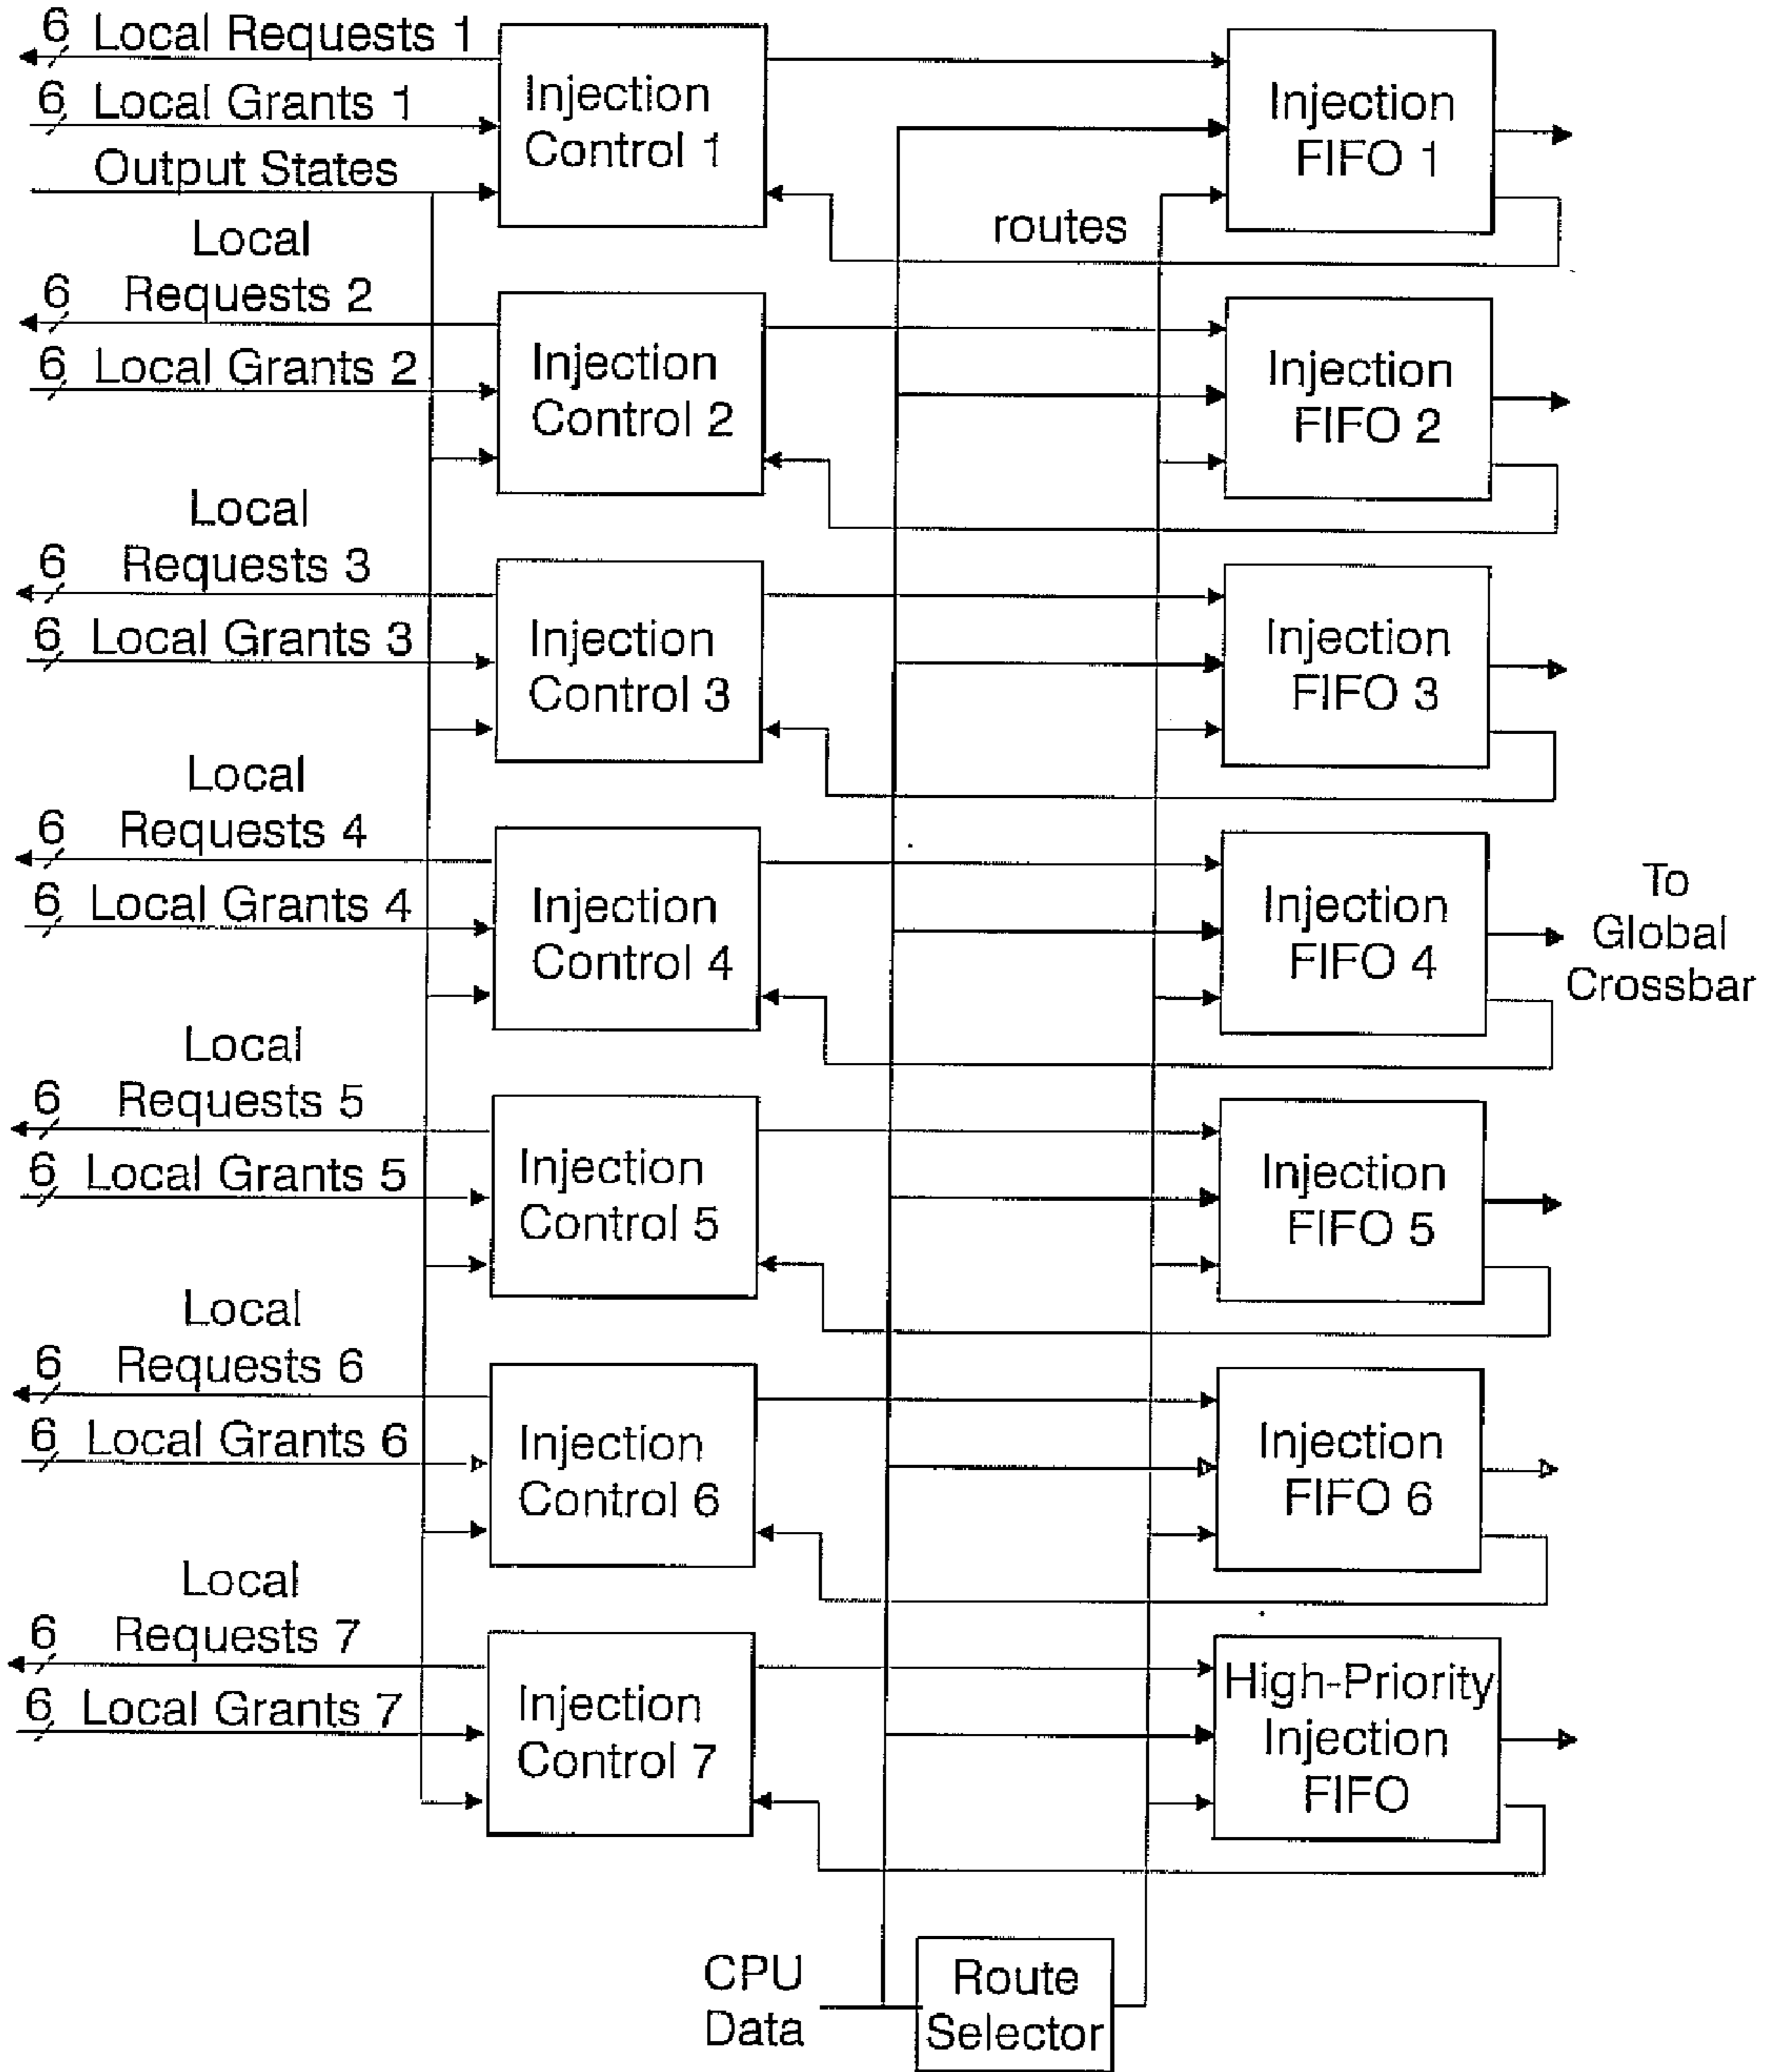 6 Local Requests 1
6 Local Grants 1
Output States
Injection
Control 1
Injection
FIFO 1
routes
Local
6 Requests 2
6 Local Grants 2
Injection
Control 2
Injection
FIFO 2
Local
6 Requests 3
6 Local Grants 3
Injection
Control 3
Injection
FIFO 3
Local
6 Requests 4
6 Local Grants 4
Injection
Control 4
Injection
FIFO 4
To
Global
Crossbar
Local
6 Requests 5
6 Local Grants 5
Injection
Control 5
Injection
FIFO 5
Local
6 Requests 6
6 Local Grants 6
Injection
Control 6
Injection
FIFO 6
Local
6 Requests 7
6 Local Grants 7
Injection
Control 7
High-Priority
Injection
FIFO
CPU
Data
Route
Selector